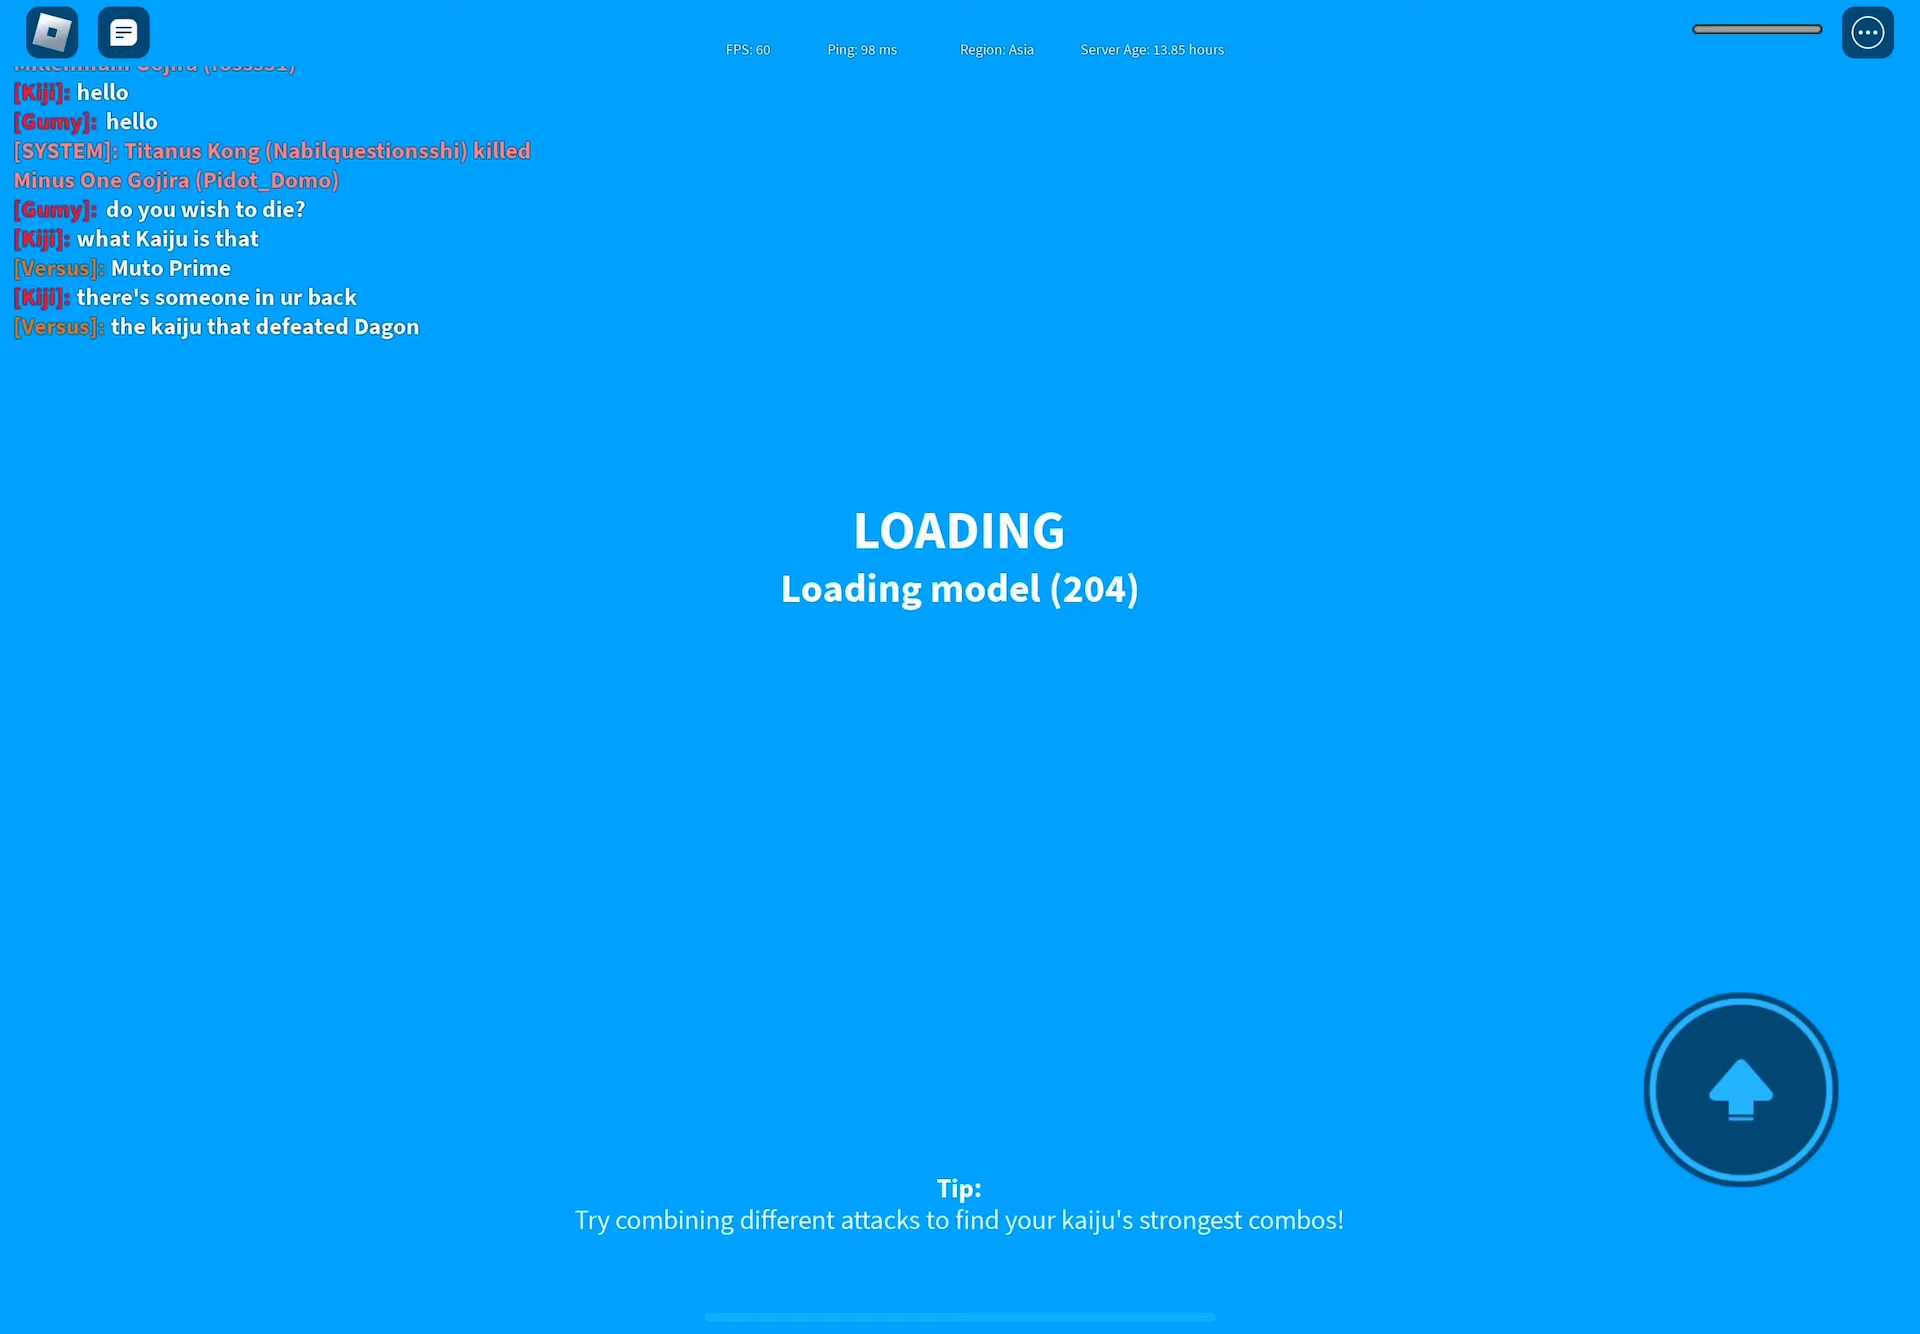 FPS: 60 Ping: 98 ms Region: Asia Server Age: 13.85 hours
[Kiji]: hello
[Gumy]: hello
[SYSTEM]: Titanus Kong (Nabilquestionsshi) killed
Minus One Gojira (Pidot_Domo)
[Gumy]: do you wish to die?
[Kiji]: what Kaiju is that
[Versus]: Muto Prime
[Kiji]: there's someone in ur back
[Versus]: the kaiju that defeated Dagon
LOADING
Loading model (204)
Tip:
Try combining different attacks to find your kaiju's strongest combos!